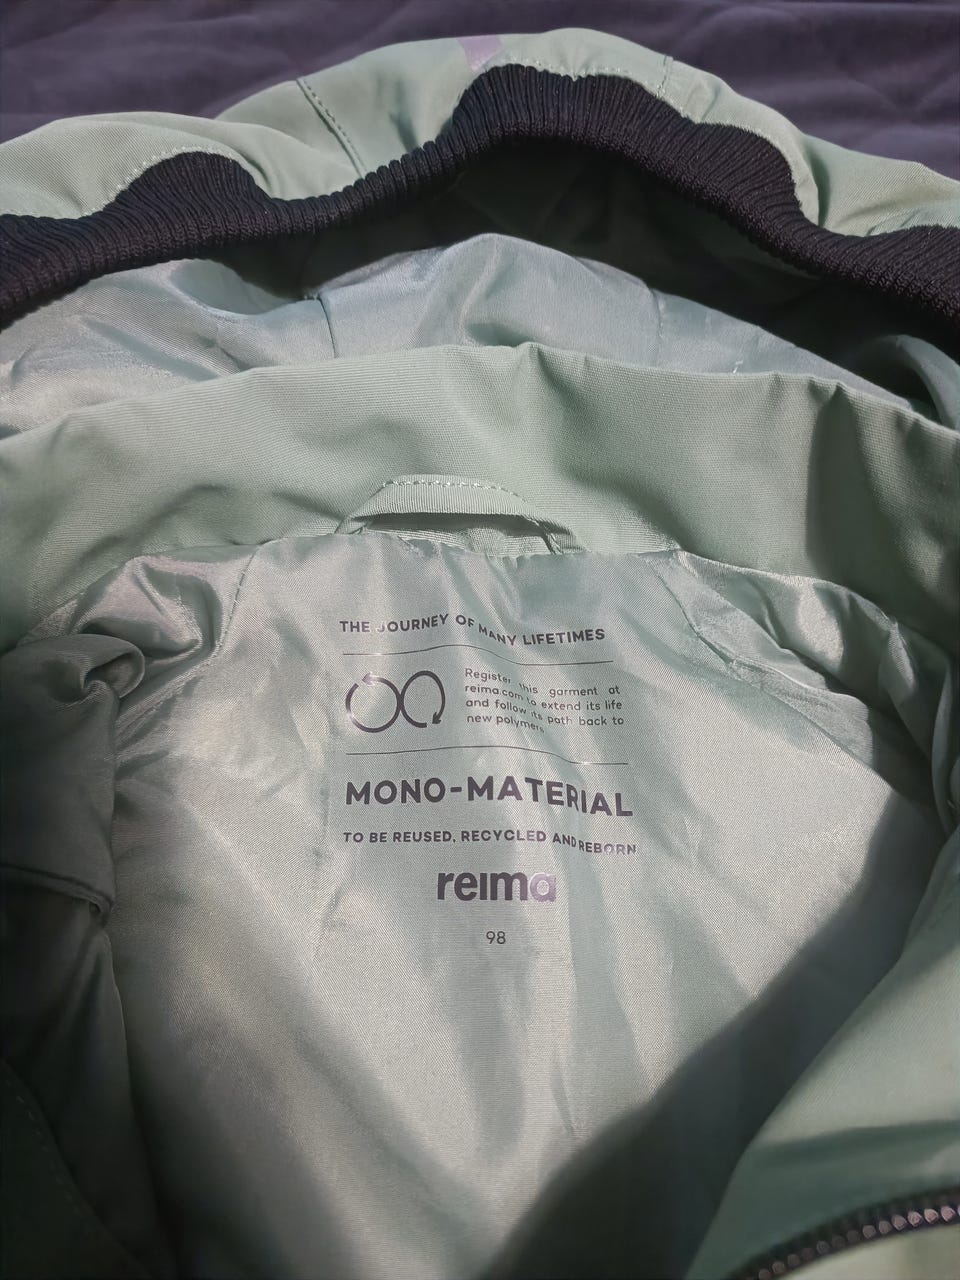 THE JOURNEY OF MANY LIFETIMES
Register this garment at
reima.com to extend its life
and follow its path back to
new polymers
MONO-MATERIAL
TO BE REUSED, RECYCLED AND REBORN
reima
98